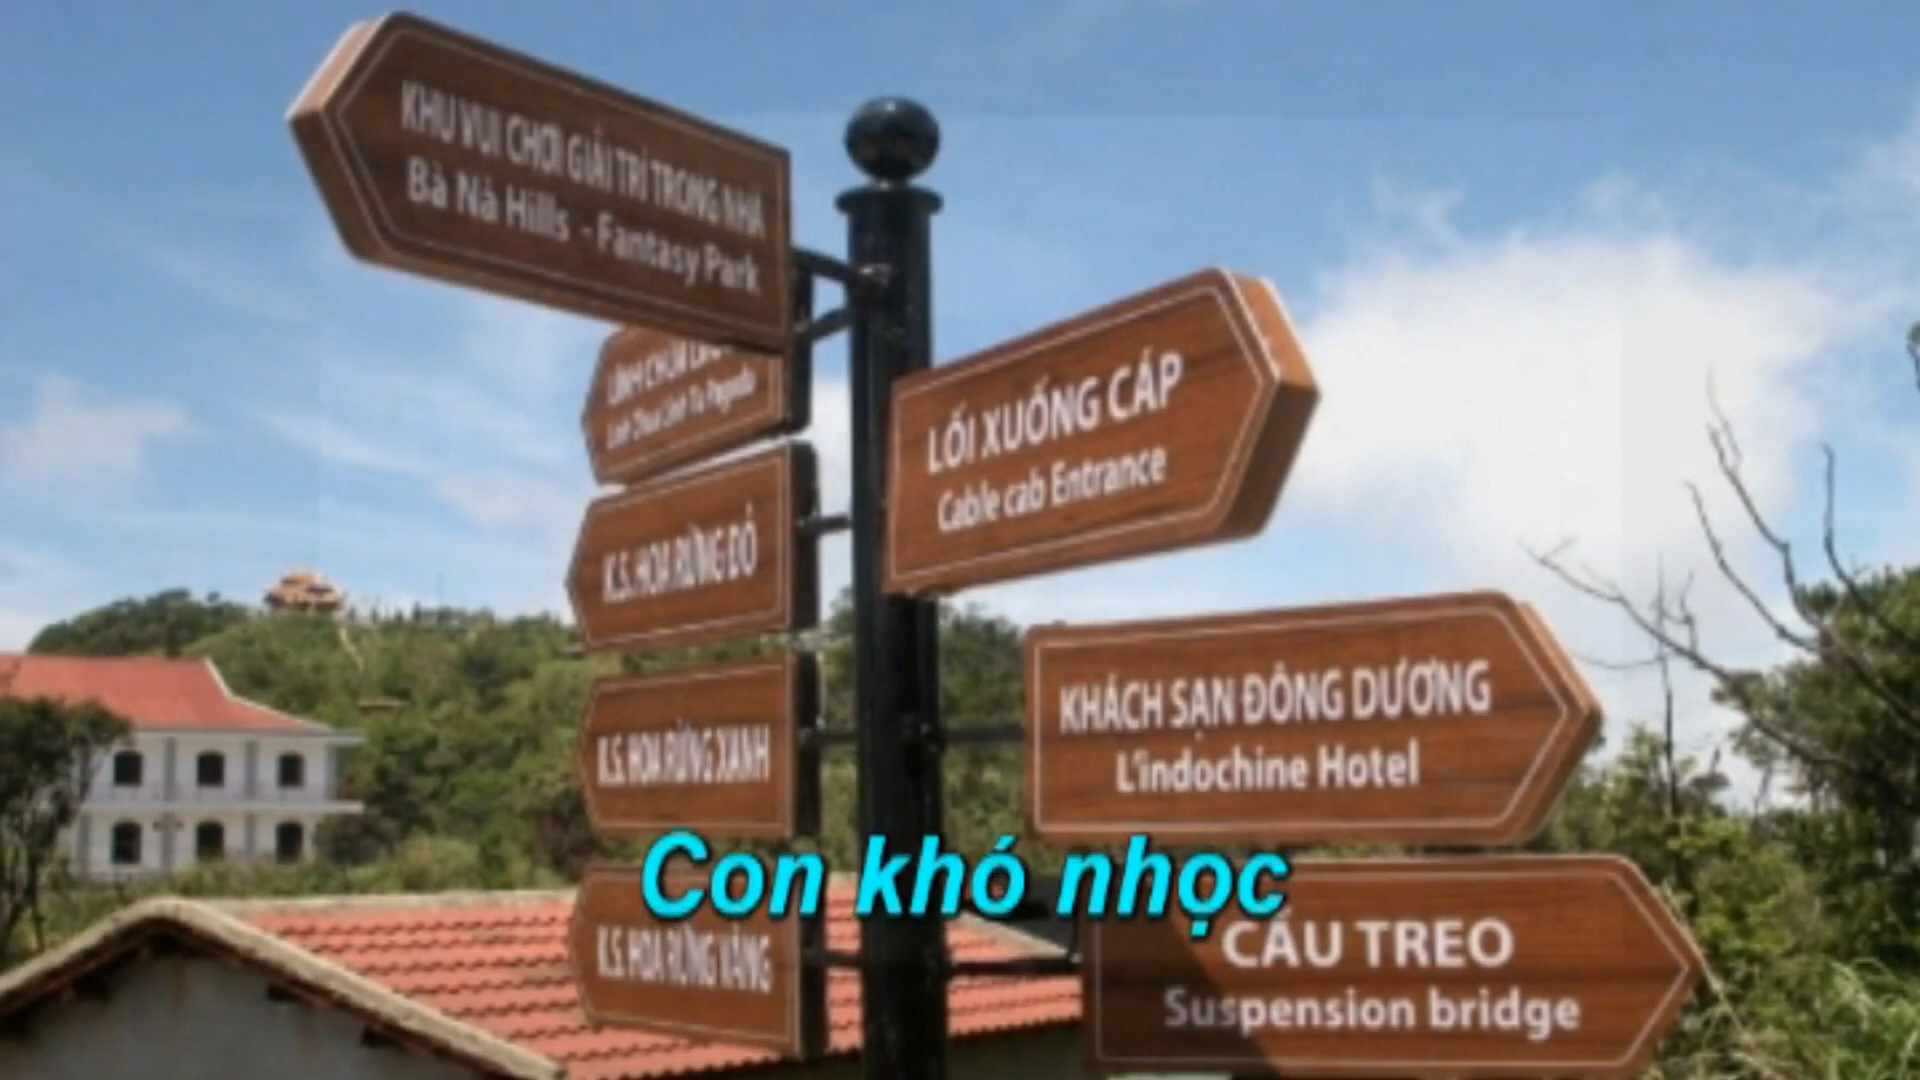 KHU VUI CHƠI GIẢI TRÍ TRONG NHÀ
Bà Nà Hills - Fantasy Park
LỐI XUỐNG CÁP
Cable cab Entrance
K.S. HOA RỪNG ĐỎ
KHÁCH SẠN ĐÔNG DƯƠNG
L'indochine Hotel
K.S. HOA RỪNG XANH
Con khó nhọc
CẦU TREO
Suspension bridge
K.S. HOA RỪNG VÀNG